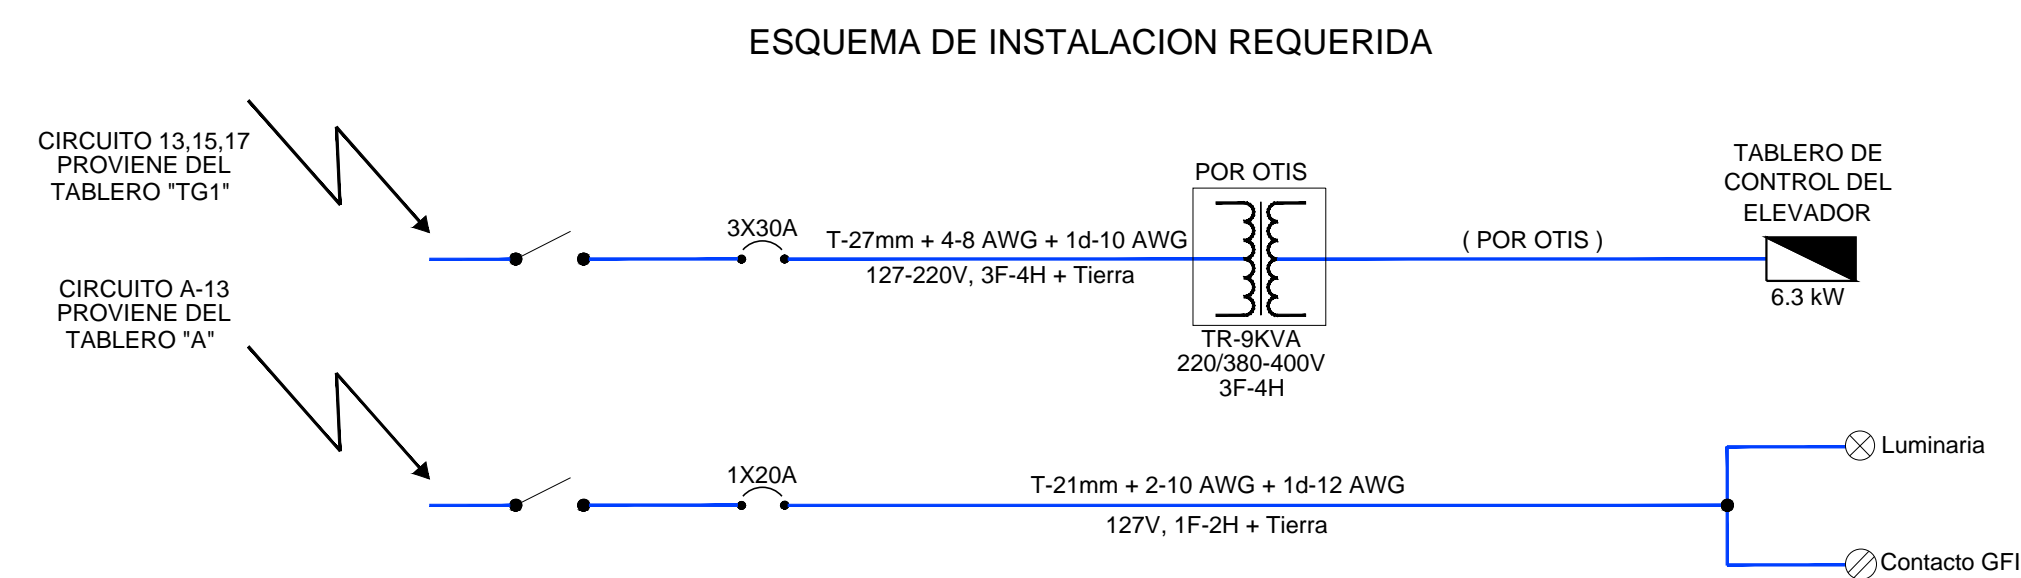 ESQUEMA DE INSTALACION REQUERIDA
CIRCUITO 13,15,17
PROVIENE DEL
TABLERO "TG1"
3X30A
T-27mm + 4-8 AWG + 1d-10 AWG
127-220V, 3F-4H + Tierra
POR OTIS
TR-9KVA
220/380-400V
3F-4H
( POR OTIS )
TABLERO DE
CONTROL DEL
ELEVADOR
6.3 kW
CIRCUITO A-13
PROVIENE DEL
TABLERO "A"
1X20A
T-21mm + 2-10 AWG + 1d-12 AWG
127V, 1F-2H + Tierra
Luminaria
Contacto GFI